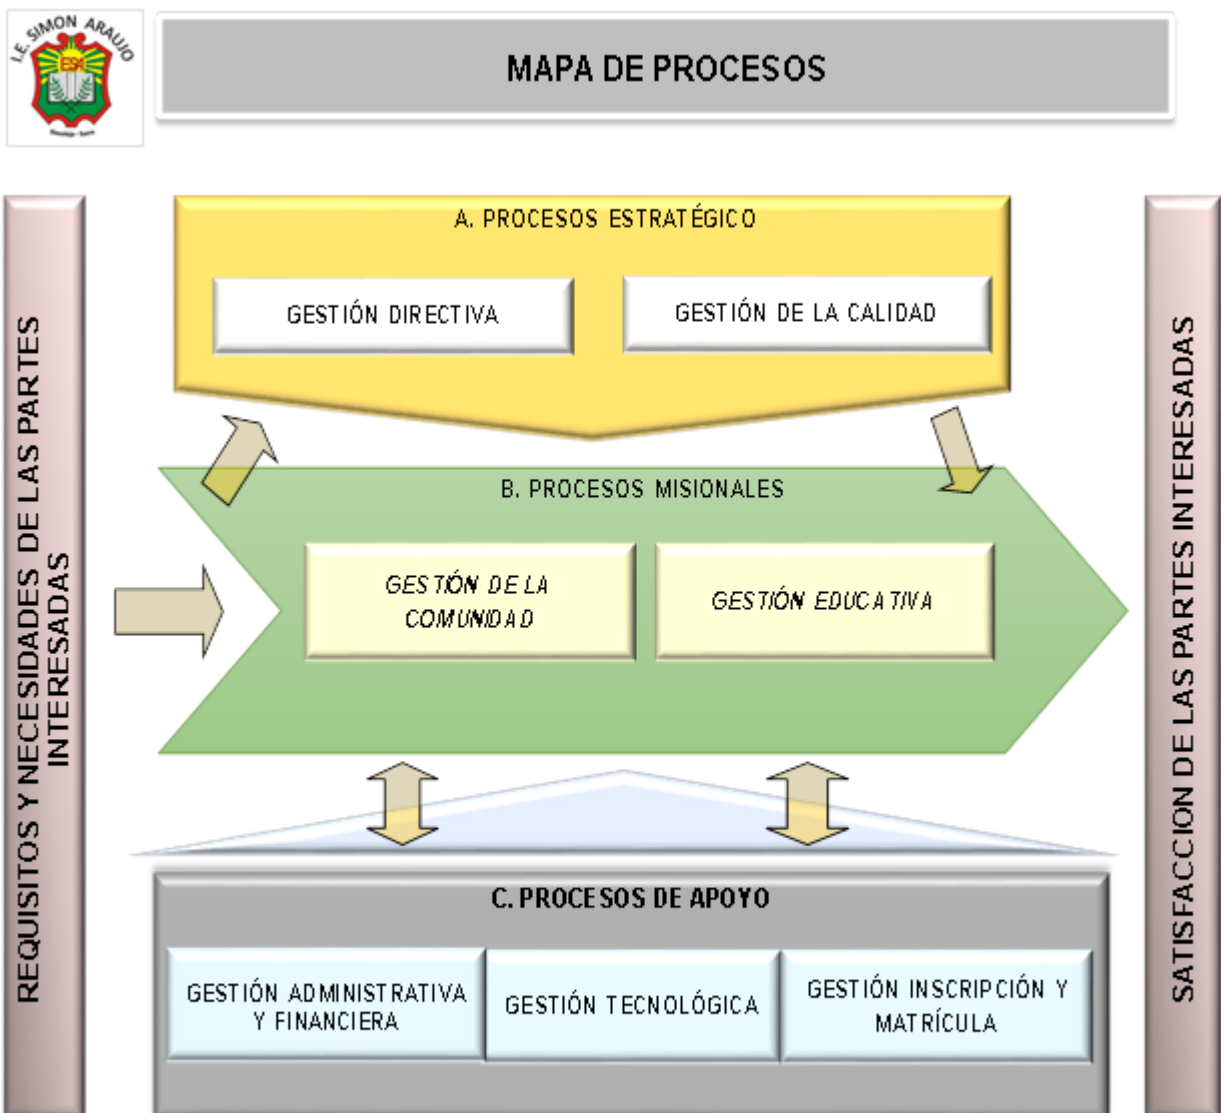 I.E. SIMON ARAUJO
MAPA DE PROCESOS
REQUISITOS Y NECESIDADES DE LAS PARTES
INTERESADAS
A. PROCESOS ESTRATÉGICO
GESTIÓN DIRECTIVA
GESTIÓN DE LA CALIDAD
B. PROCESOS MISIONALES
GESTIÓN DE LA
COMUNIDAD
GESTIÓN EDUCATIVA
C. PROCESOS DE APOYO
GESTIÓN ADMINISTRATIVA
Y FINANCIERA
GESTIÓN TECNOLÓGICA
GESTIÓN INSCRIPCIÓN Y
MATRÍCULA
SATISFACCION DE LAS PARTES INTERESADAS